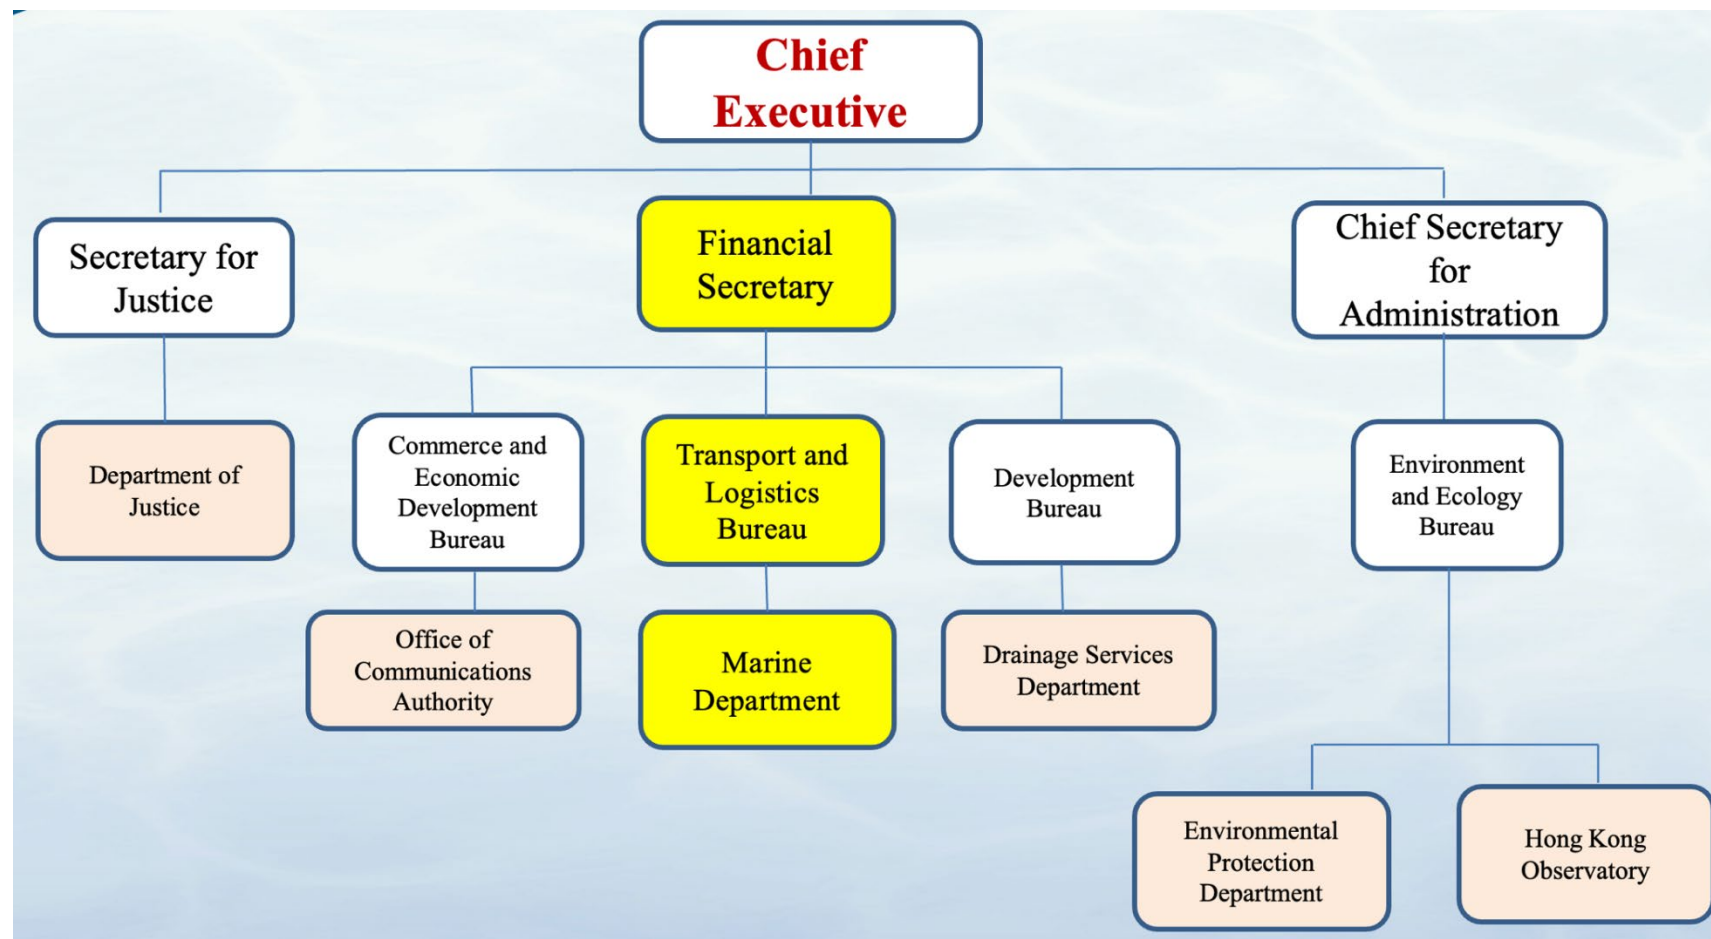 Chief
Executive
Secretary for
Justice
Financial
Secretary
Chief Secretary
for
Administration
Department of
Justice
Commerce and
Economic
Development
Bureau
Transport and
Logistics
Bureau
Development
Bureau
Environment
and Ecology
Bureau
Office of
Communications
Authority
Marine
Department
Drainage Services
Department
Environmental
Protection
Department
Hong Kong
Observatory